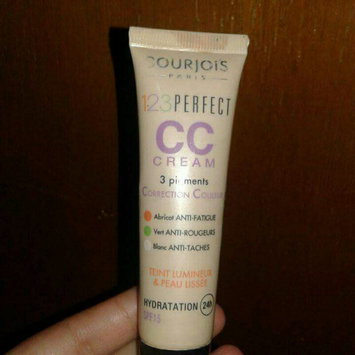 BOURJOIS
PARIS
123 PERFECT
CC
CREAM
3 pigments
CORRECTION COULEUR
Abricot ANTI-FATIGUE
Vert ANTI-ROUGEURS
Blanc ANTI-TACHES
TEINT LUMINEUX
& PEAU LISSÉE
HYDRATATION 24h
SPF15